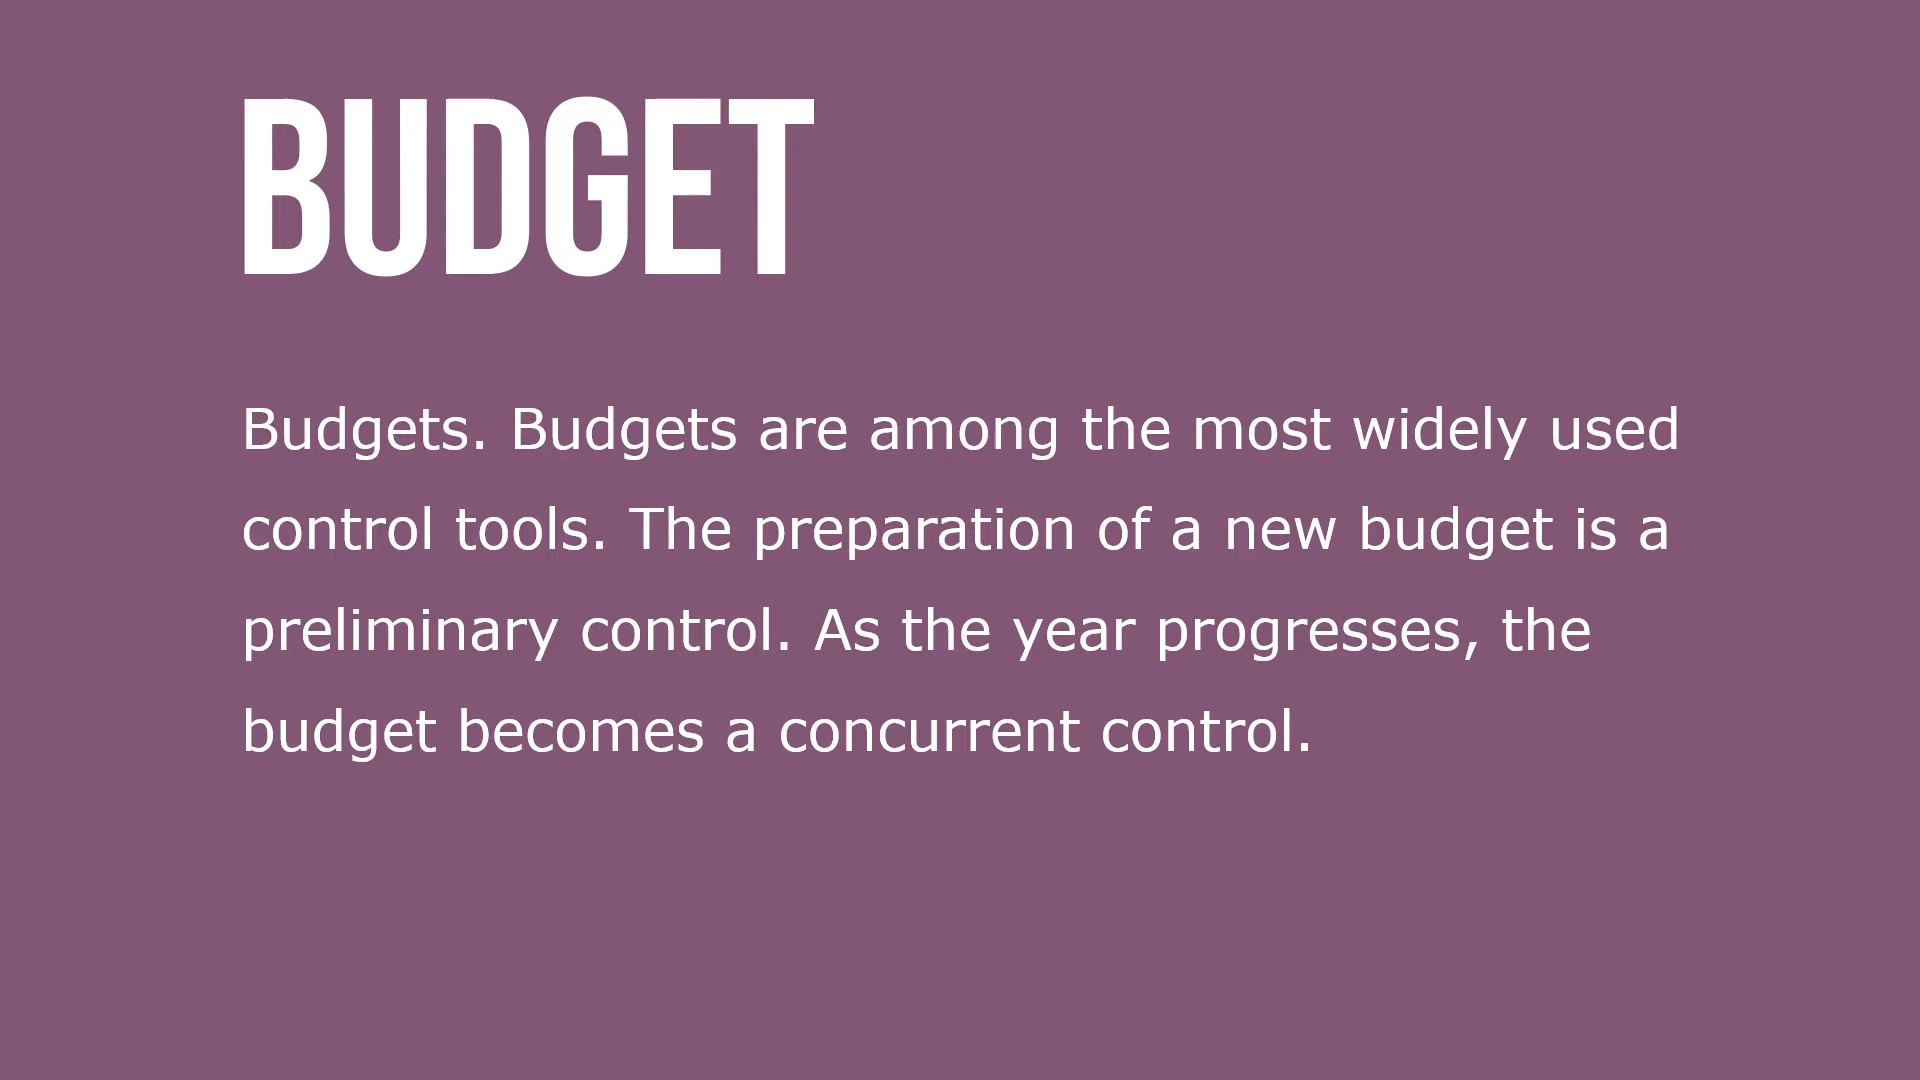 BUDGET
Budgets. Budgets are among the most widely used
control tools. The preparation of a new budget is a
preliminary control. As the year progresses, the
budget becomes a concurrent control.